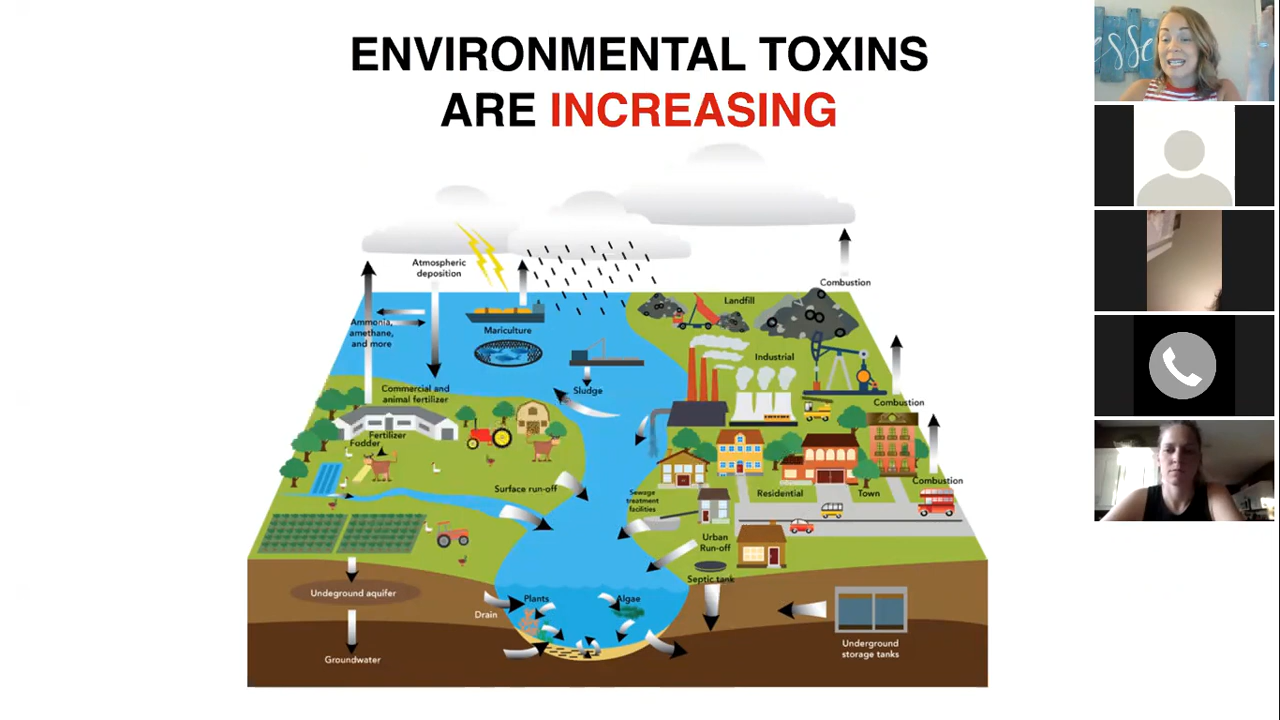 ENVIRONMENTAL TOXINS
ARE INCREASING
Atmospheric
deposition
Combustion
Landfill
Ammonia,
amethane,
and more
Mariculture
Industrial
Sludge
Commercial and
animal fertilizer
Combustion
Fertilizer
Fodder
Combustion
Surface run-off
Sewage
treatment
facilities
Residential
Town
Urban
Run-off
Septic tank
Undeground aquifer
Plants
Algae
Drain
Underground
storage tanks
Groundwater